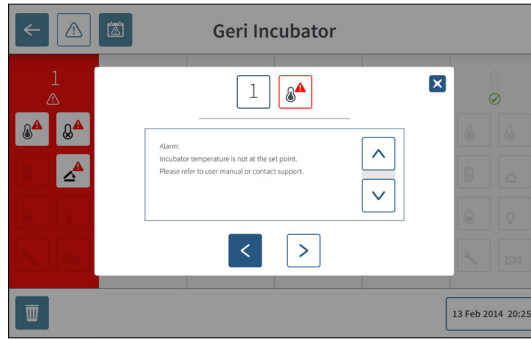 Geri Incubator
1
6
1
Alarm:
Incubator temperature is not at the set point.
Please refer to user manual or contact support.
13 Feb 2014 20:25